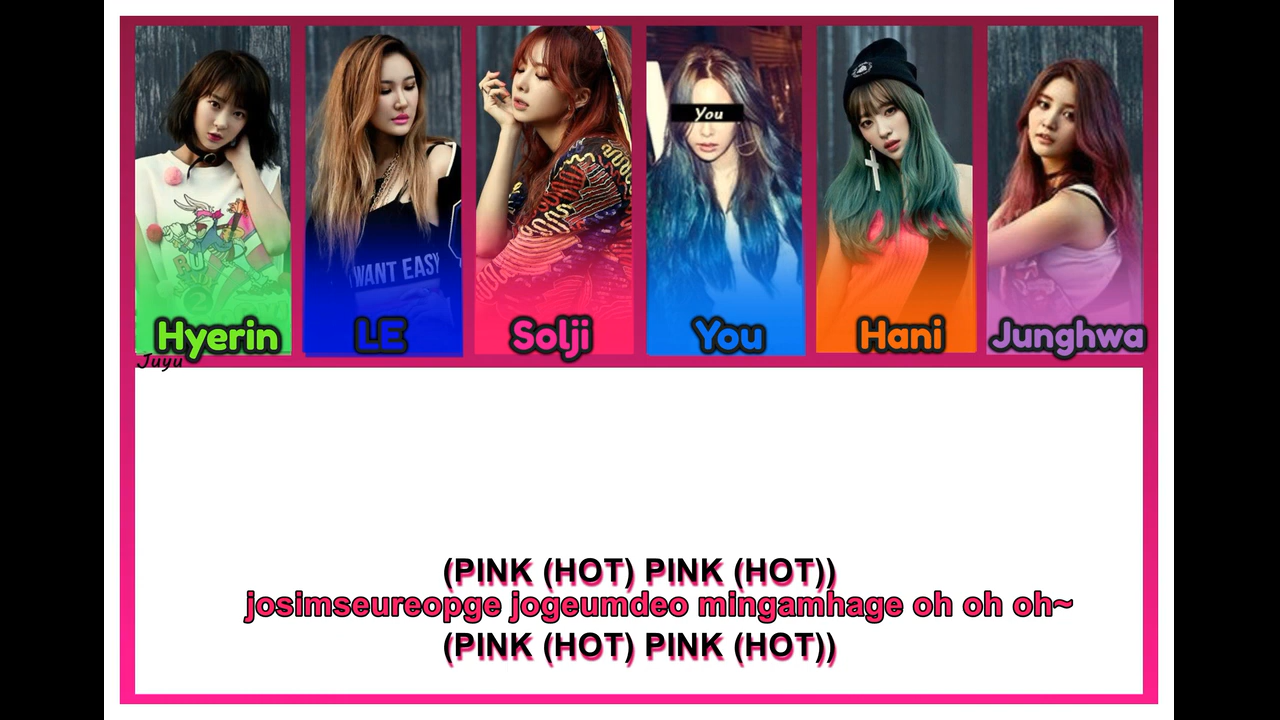 You
I WANT EASY
Hyerin
LE
Solji
You
Hani
Junghwa
Juyu
(PINK (HOT) PINK (HOT))
josimseureopge jogeumdeo mingamhage oh oh oh~
(PINK (HOT) PINK (HOT))